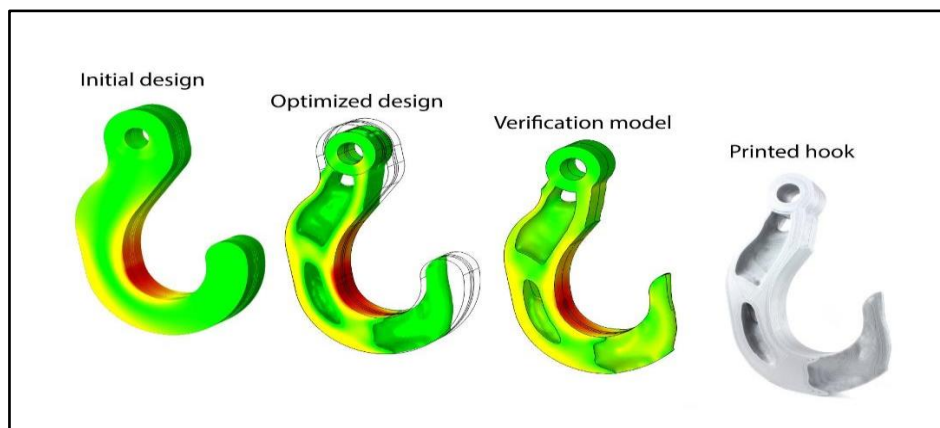 Initial design
Optimized design
Verification model
Printed hook